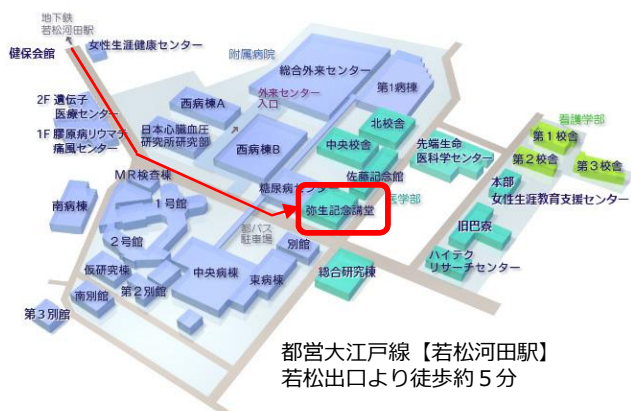 地下鉄
若松河田駅
健保会館
女性生涯健康センター
附属病院
総合外来センター
第1病棟
2F 遺伝子
医療センター
西病棟A
外来センター
入口
1F 膠原病リウマチ
痛風センター
日本心臓血圧
研究所研究部
西病棟B
北校舎
中央校舎
先端生命
医科学センター
看護学部
第1校舎
第2校舎
第3校舎
佐藤記念館
MR検査棟
糖尿病センター
医学部
本部
女性生涯教育支援センター
南病棟
1号館
弥生記念講堂
旧巴寮
2号館
都バス
駐車場
別館
ハイテク
リサーチセンター
仮研究棟
中央病棟
東病棟
総合研究棟
南別館
第2別館
第3別館
都営大江戸線【若松河田駅】
若松出口より徒歩約5分